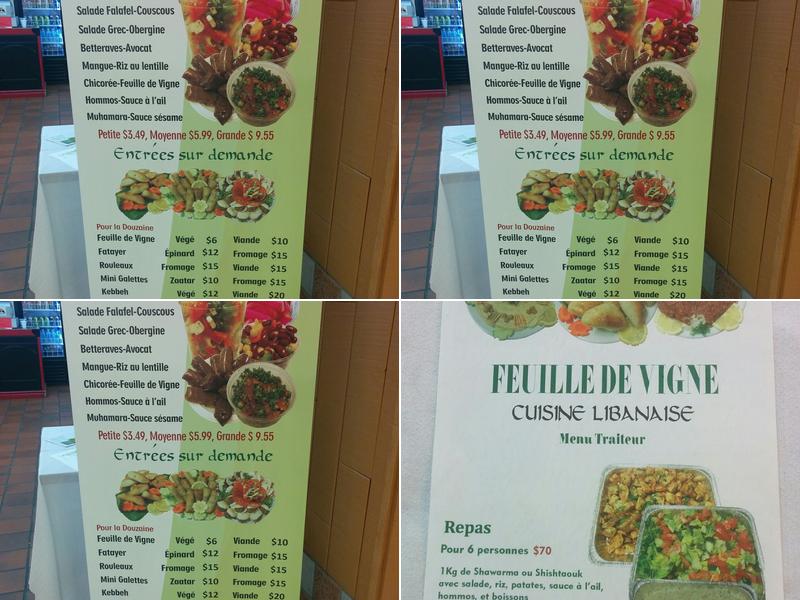 Salade Falafel-Couscous
Salade Grec-Obergine
Betteraves-Avocat
Mangue-Riz au lentille
Chicorée-Feuille de Vigne
Hommos-Sauce à l'ail
Muhamara-Sauce sésame
Petite $3.49, Moyenne $5.99, Grande $ 9.55
Entrées sur demande
Pour la Douzaine
Feuille de Vigne Végé $6 Viande $10
Fatayer Épinard $12 Fromage $15
Rouleaux Fromage $15 Viande $15
Mini Galettes Zaatar $10 Fromage $15
Kebbeh Végé $12 Viande $20
Salade Falafel-Couscous
Salade Grec-Obergine
Betteraves-Avocat
Mangue-Riz au lentille
Chicorée-Feuille de Vigne
Hommos-Sauce à l'ail
Muhamara-Sauce sésame
Petite $3.49, Moyenne $5.99, Grande $ 9.55
Entrées sur demande
Pour la Douzaine
Feuille de Vigne Végé $6 Viande $10
Fatayer Épinard $12 Fromage $15
Rouleaux Fromage $15 Viande $15
Mini Galettes Zaatar $10 Fromage $15
Kebbeh Végé $12 Viande $20
Salade Falafel-Couscous
Salade Grec-Obergine
Betteraves-Avocat
Mangue-Riz au lentille
Chicorée-Feuille de Vigne
Hommos-Sauce à l'ail
Muhamara-Sauce sésame
Petite $3.49, Moyenne $5.99, Grande $ 9.55
Entrées sur demande
Pour la Douzaine
Feuille de Vigne Végé $6 Viande $10
Fatayer Épinard $12 Fromage $15
Rouleaux Fromage $15 Viande $15
Mini Galettes Zaatar $10 Fromage $15
Kebbeh Végé $12 Viande $20
FEUILLE DE VIGNE
CUISINE LIBANAISE
Menu Traiteur
Repas
Pour 6 personnes $70
1Kg de Shawarma ou Shishtaouk
avec salade, riz, patates, sauce à l'ail,
hommos, et boissons